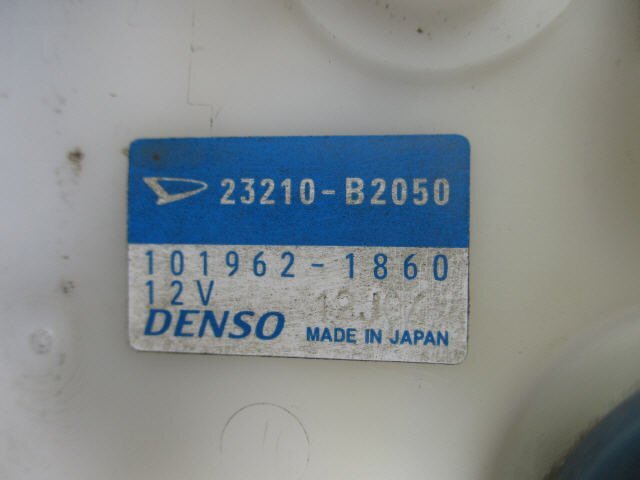 23210-B2050
101962-1860
12V
DENSO MADE IN JAPAN